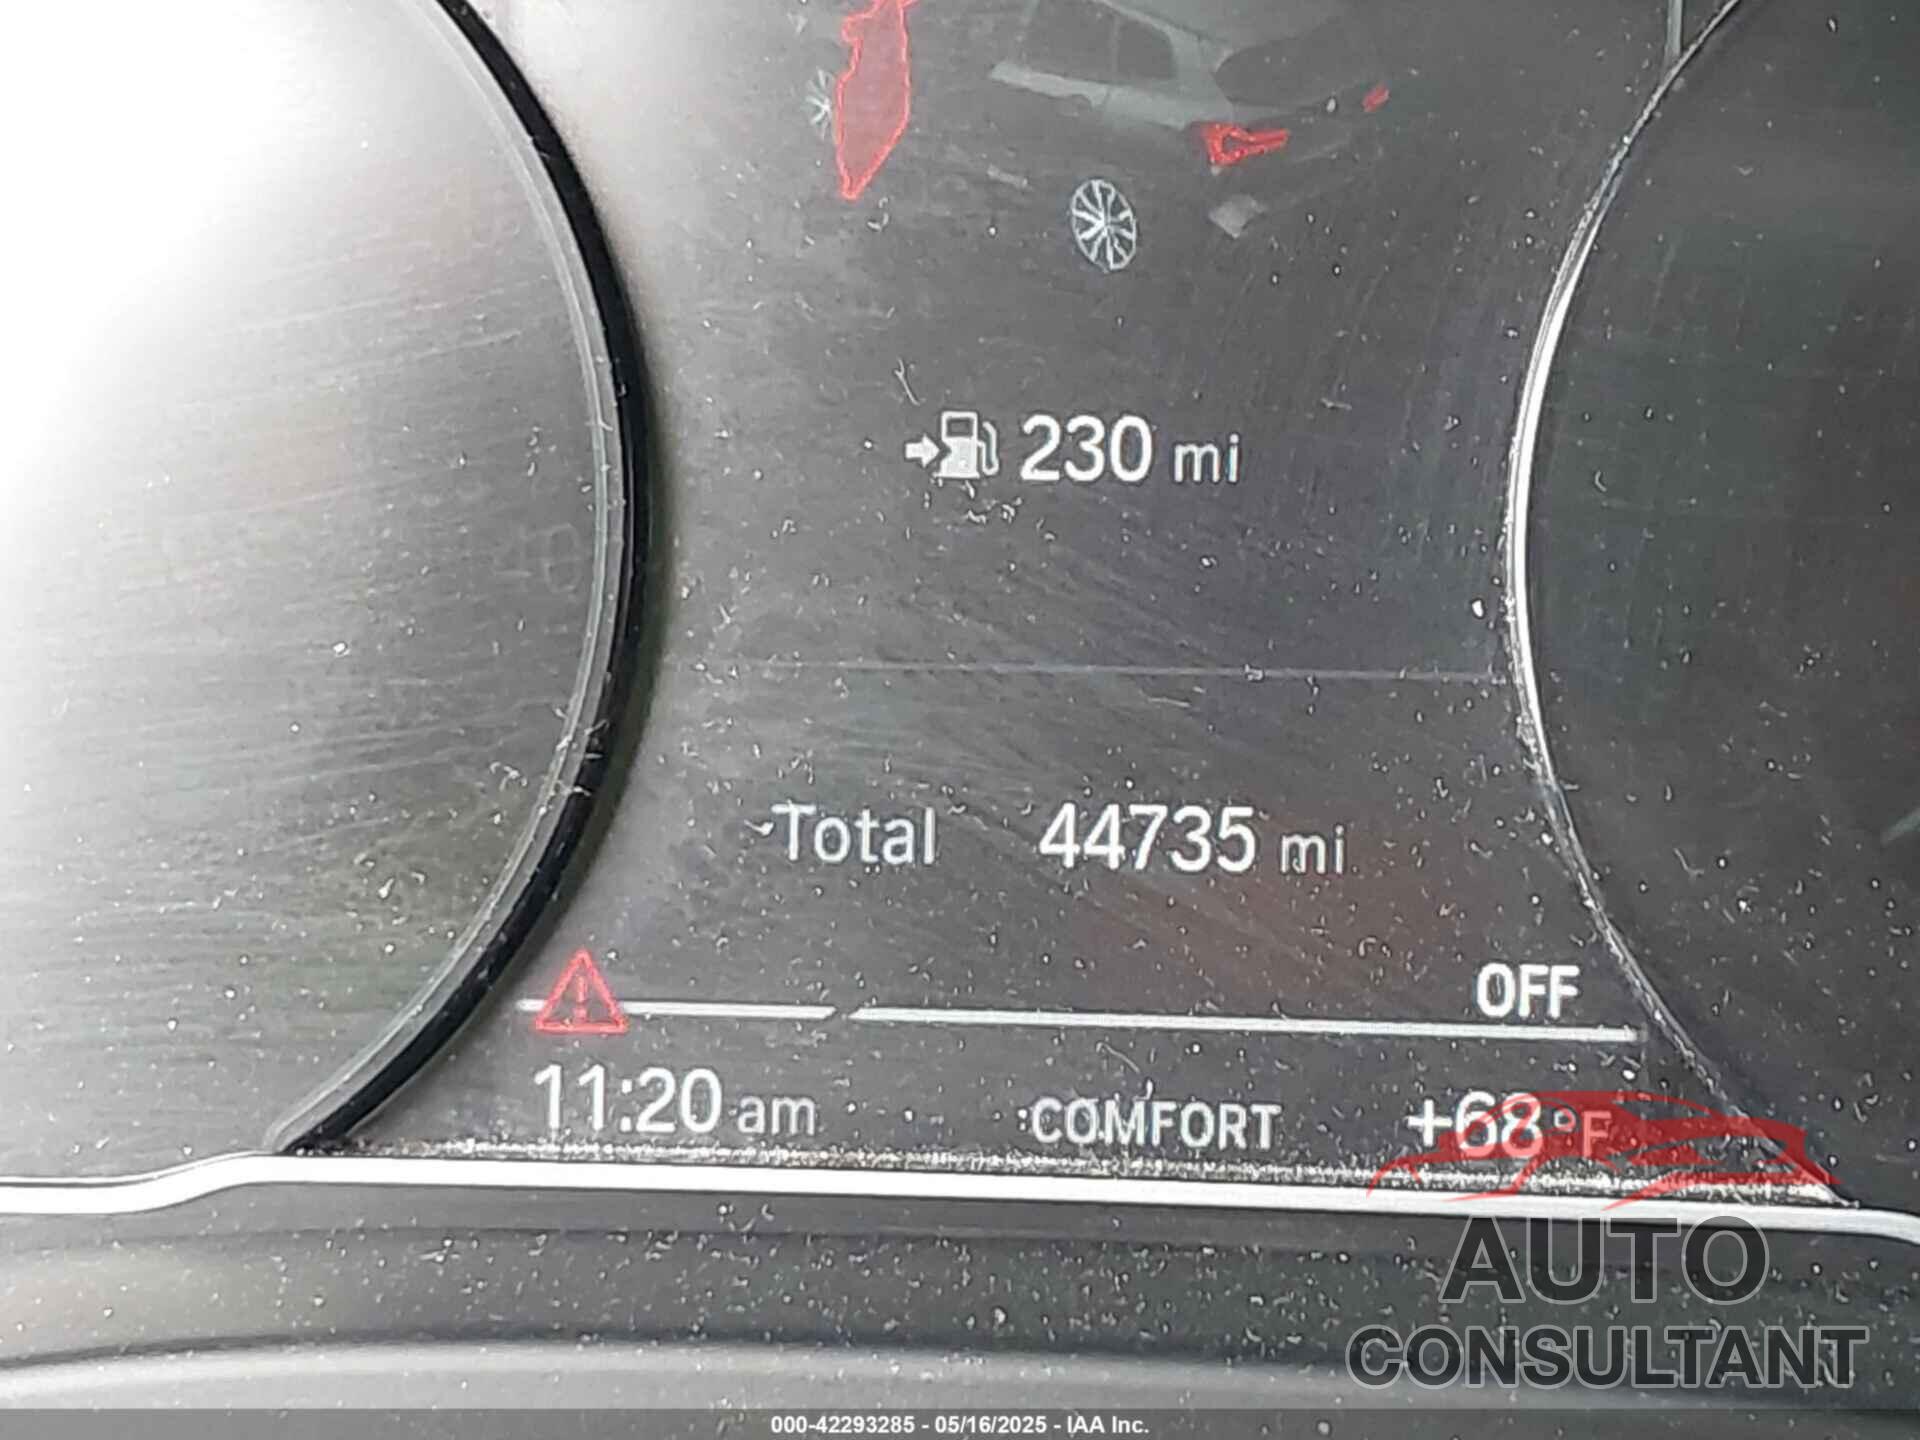 230 mi
Total 44735 mi
OFF
11:20 am COMFORT +68°F
AUTO
CONSULTANT
000-42293285 - 05/16/2025 - IAA Inc.